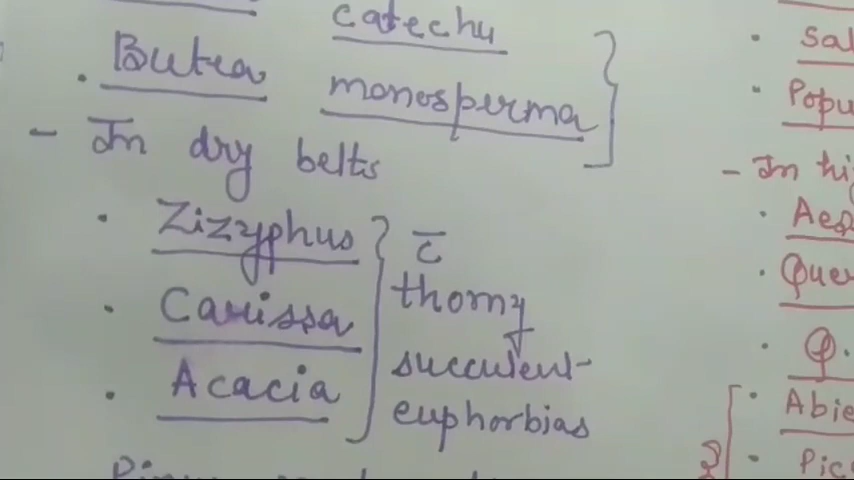 catechu
. Butea monosperma
- In dry belts
. Zizyphus
. Carissa
. Acacia
c̄
thorny
succulent
euphorbias
. Sal
. Popu
- In hi
. Aes
. Quer
. Q.
. Abie
. Pic